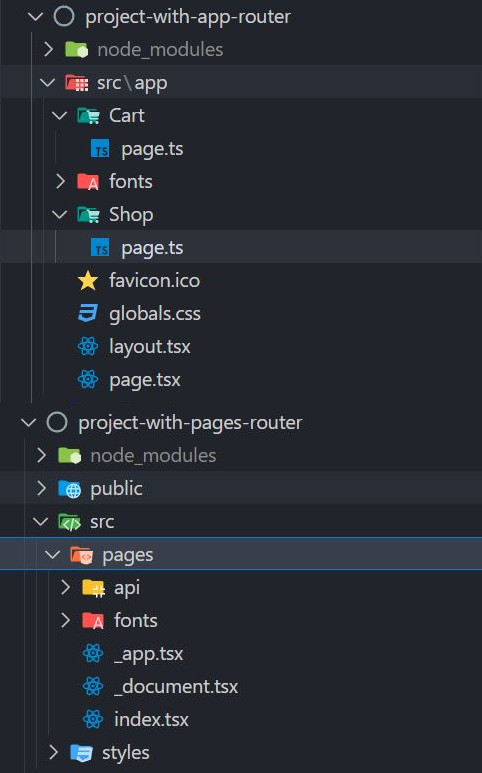 project-with-app-router
node_modules
src\app
Cart
page.ts
fonts
Shop
page.ts
favicon.ico
globals.css
layout.tsx
page.tsx
project-with-pages-router
node_modules
public
src
pages
api
fonts
_app.tsx
_document.tsx
index.tsx
styles